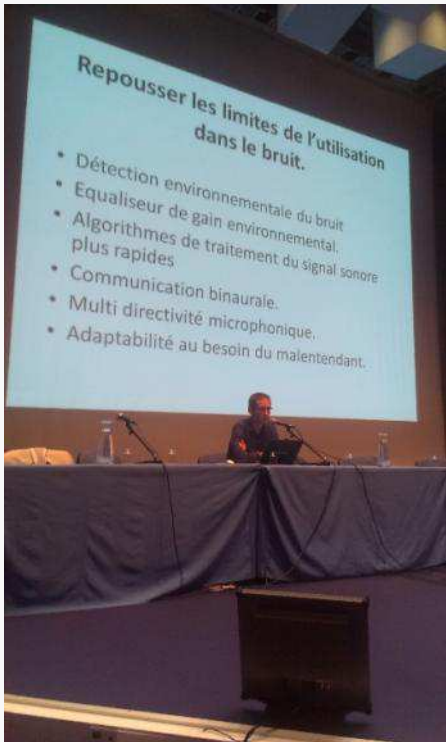 Repousser les limites de l'utilisation
dans le bruit.
• Détection environnementale du bruit
• Equaliseur de gain environnemental.
• Algorithmes de traitement du signal sonore
plus rapides
• Communication binaurale.
• Multi directivité microphonique.
• Adaptabilité au besoin du malentendant.